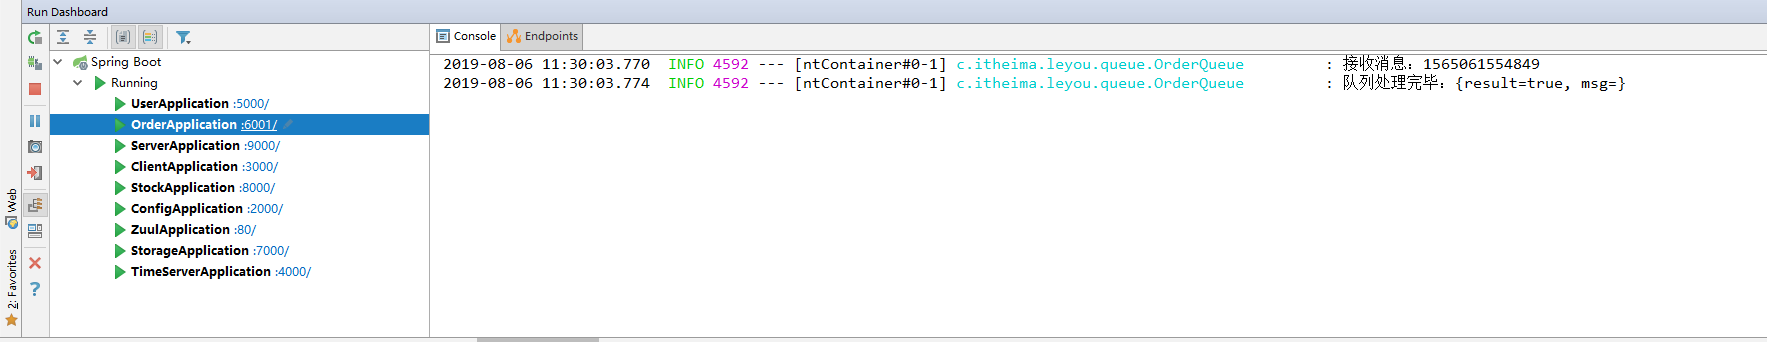 Run Dashboard
Console
Endpoints
Spring Boot
Running
UserApplication :5000/
OrderApplication :6001/
ServerApplication :9000/
ClientApplication :3000/
StockApplication :8000/
ConfigApplication :2000/
ZuulApplication :80/
StorageApplication :7000/
TimeServerApplication :4000/
2019-08-06 11:30:03.770  INFO 4592 --- [ntContainer#0-1] c.itheima.leyou.queue.OrderQueue         : 接收消息：1565061554849
2019-08-06 11:30:03.774  INFO 4592 --- [ntContainer#0-1] c.itheima.leyou.queue.OrderQueue         : 队列处理完毕：{result=true, msg=}
Web
2: Favorites